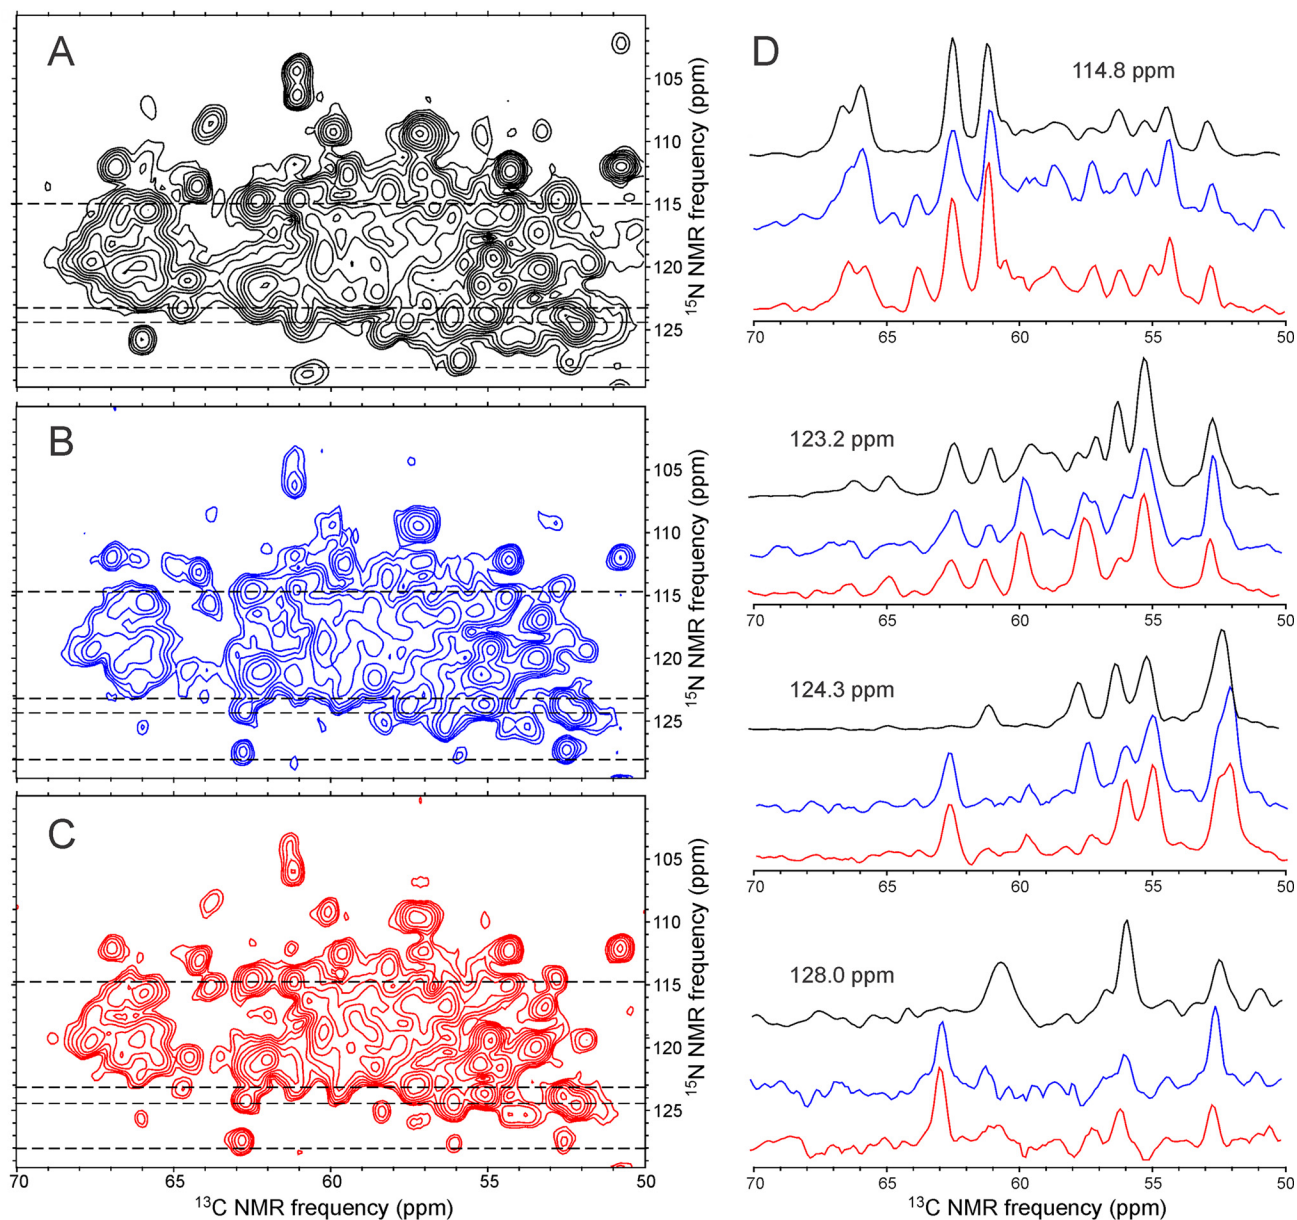 A
105
110
115
120
125
¹⁵N NMR frequency (ppm)
B
105
110
115
120
125
¹⁵N NMR frequency (ppm)
C
105
110
115
120
125
¹⁵N NMR frequency (ppm)
70 65 60 55 50
¹³C NMR frequency (ppm)
D
114.8 ppm
70 65 60 55 50
123.2 ppm
70 65 60 55 50
124.3 ppm
70 65 60 55 50
128.0 ppm
70 65 60 55 50
¹³C NMR frequency (ppm)